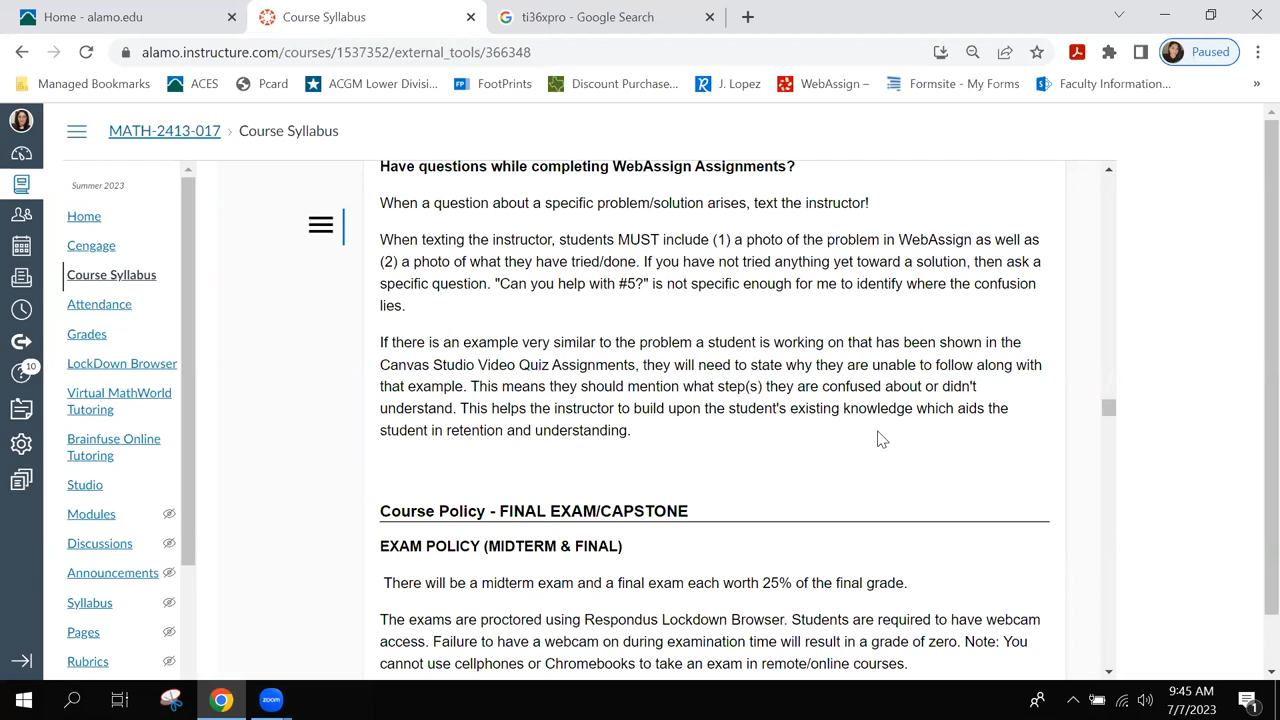 Home - alamo.edu
Course Syllabus
ti36xpro - Google Search
alamo.instructure.com/courses/1537352/external_tools/366348
Paused
Managed Bookmarks
ACES
Pcard
ACGM Lower Divisi...
FootPrints
Discount Purchase...
J. Lopez
WebAssign –
Formsite - My Forms
Faculty Information...
»
MATH-2413-017 › Course Syllabus
Summer 2023
Home
Cengage
Course Syllabus
Attendance
Grades
LockDown Browser
Virtual MathWorld
Tutoring
Brainfuse Online
Tutoring
Studio
Modules
Discussions
Announcements
Syllabus
Pages
Rubrics
10
Have questions while completing WebAssign Assignments?
When a question about a specific problem/solution arises, text the instructor!
When texting the instructor, students MUST include (1) a photo of the problem in WebAssign as well as
(2) a photo of what they have tried/done. If you have not tried anything yet toward a solution, then ask a
specific question. "Can you help with #5?" is not specific enough for me to identify where the confusion
lies.
If there is an example very similar to the problem a student is working on that has been shown in the
Canvas Studio Video Quiz Assignments, they will need to state why they are unable to follow along with
that example. This means they should mention what step(s) they are confused about or didn't
understand. This helps the instructor to build upon the student's existing knowledge which aids the
student in retention and understanding.
Course Policy - FINAL EXAM/CAPSTONE
EXAM POLICY (MIDTERM & FINAL)
There will be a midterm exam and a final exam each worth 25% of the final grade.
The exams are proctored using Respondus Lockdown Browser. Students are required to have webcam
access. Failure to have a webcam on during examination time will result in a grade of zero. Note: You
cannot use cellphones or Chromebooks to take an exam in remote/online courses.
zoom
9:45 AM
7/7/2023
1